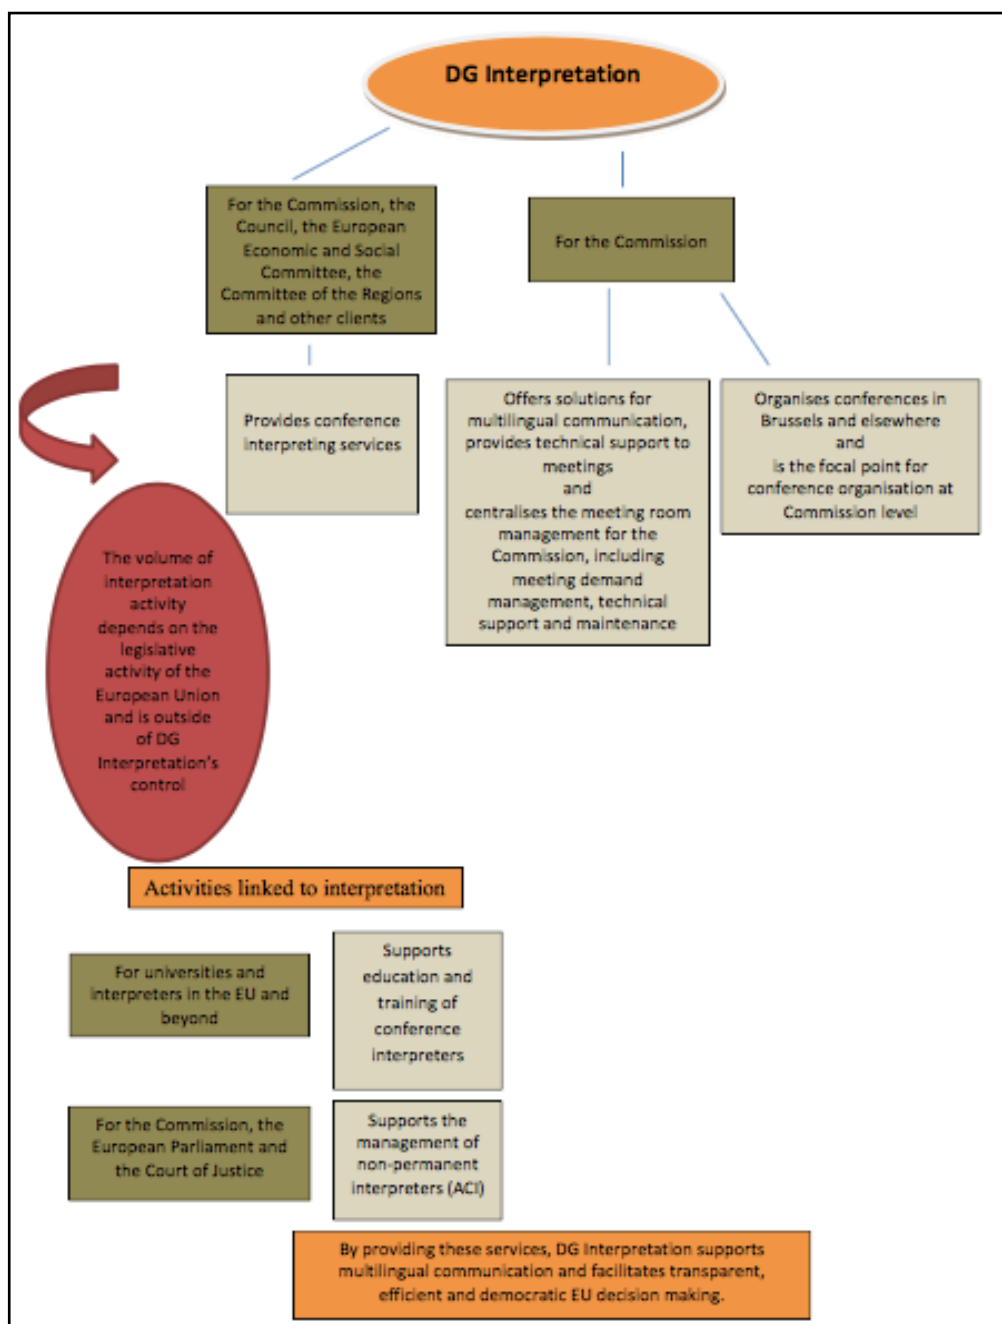 DG Interpretation
For the Commission, the
Council, the European
Economic and Social
Committee, the
Committee of the Regions
and other clients
For the Commission
Provides conference
interpreting services
Offers solutions for
multilingual communication,
provides technical support to
meetings
and
centralises the meeting room
management for the
Commission, including
meeting demand
management, technical
support and maintenance
Organises conferences in
Brussels and elsewhere
and
is the focal point for
conference organisation at
Commission level
The volume of
interpretation
activity
depends on the
legislative
activity of the
European Union
and is outside
of DG
Interpretation's
control
Activities linked to interpretation
For universities and
interpreters in the EU and
beyond
Supports
education and
training of
conference
interpreters
For the Commission, the
European Parliament and
the Court of Justice
Supports the
management of
non-permanent
interpreters (ACI)
By providing these services, DG Interpretation supports
multilingual communication and facilitates transparent,
efficient and democratic EU decision making.